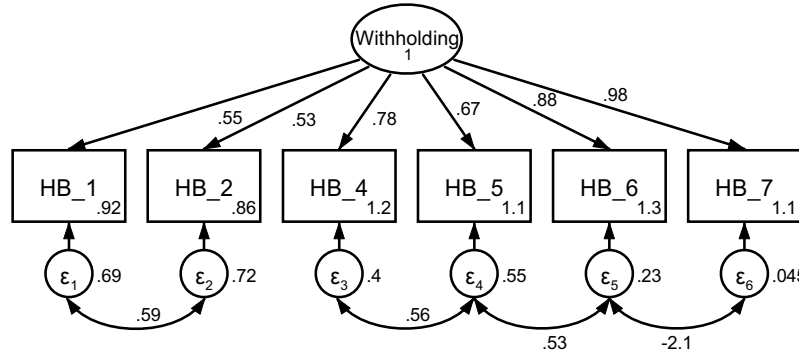 Withholding
1
.55
.53
.78
.67
.88
.98
HB_1
.92
HB_2
.86
HB_4
1.2
HB_5
1.1
HB_6
1.3
HB_7
1.1
ε1
.69
ε2
.72
ε3
.4
ε4
.55
ε5
.23
ε6
.045
.59
.56
.53
-2.1